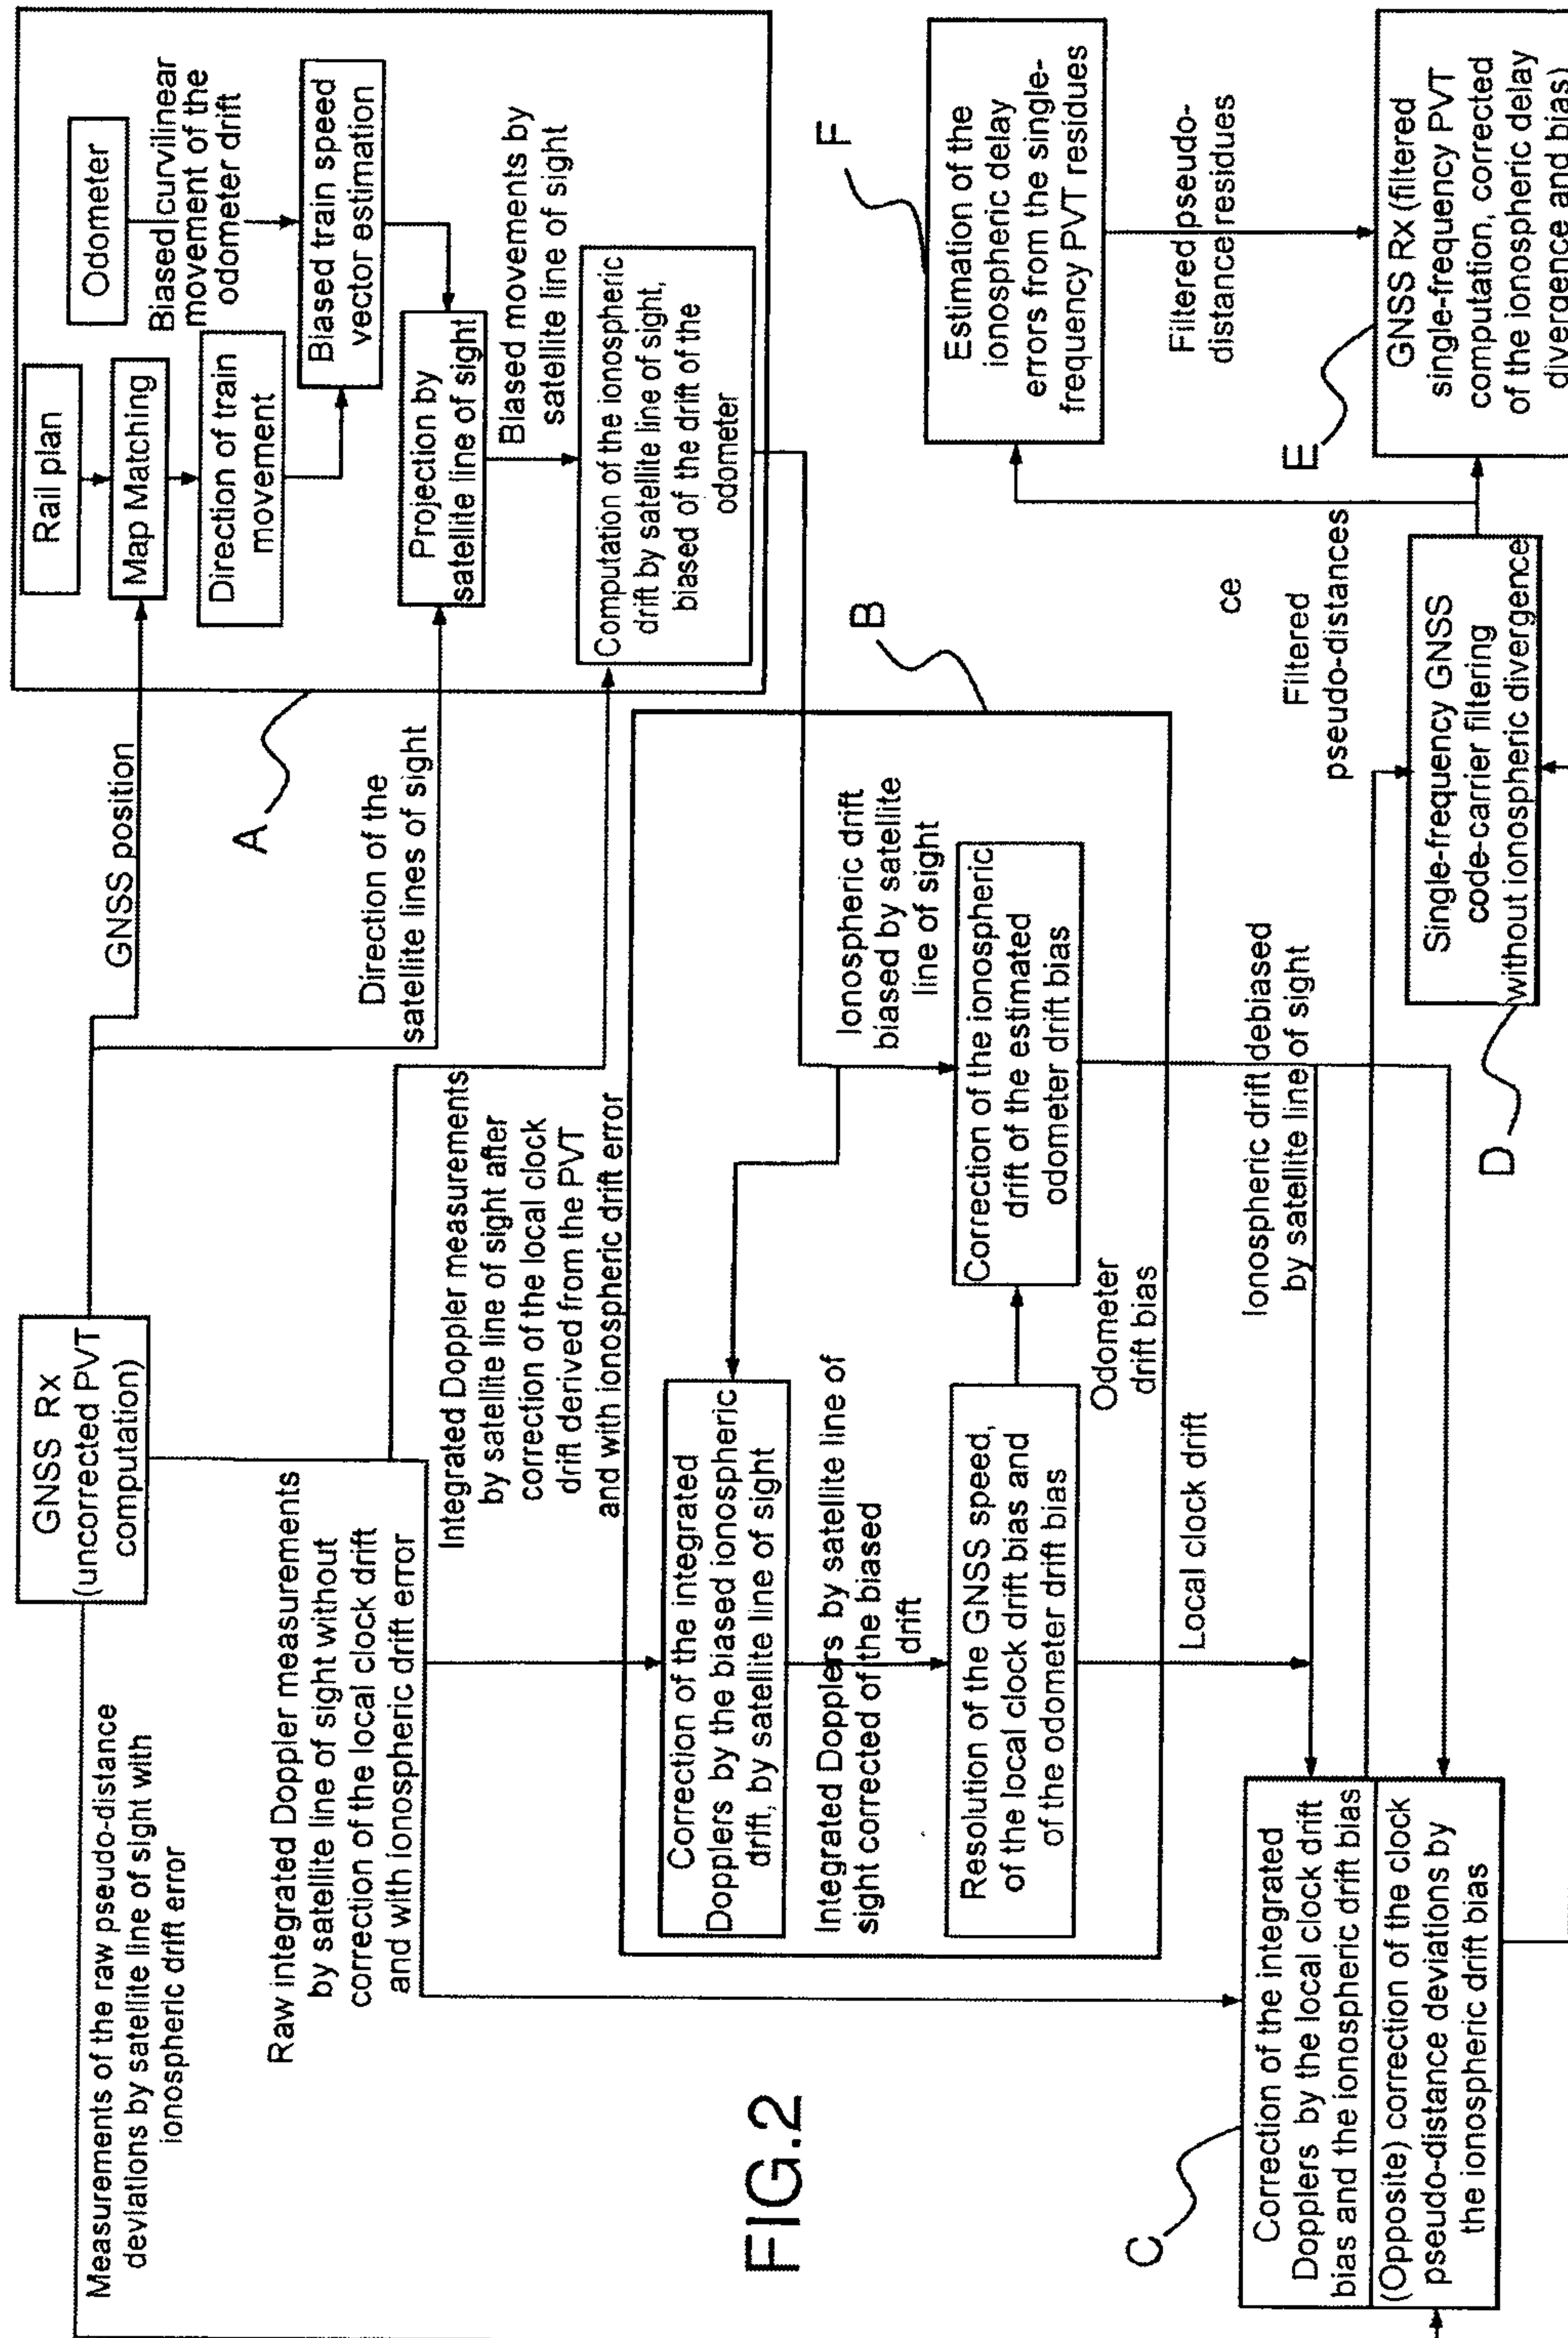 GNSS Rx
(uncorrected PVT
computation)
Measurements of the raw pseudo-distance
deviations by satellite line of sight with
ionospheric drift error
Raw integrated Doppler measurements
by satellite line of sight without
correction of the local clock drift
and with ionospheric drift error
GNSS position
Direction of the
satellite lines of sight
Integrated Doppler measurements
by satellite line of sight after
correction of the local clock
drift derived from the PVT
and with ionospheric drift error
A
Rail plan
Map Matching
Direction of train
movement
Odometer
Biased curvilinear
movement of the
odometer drift
Biased train speed
vector estimation
Projection by
satellite line of sight
Biased movements by
satellite line of sight
Computation of the ionospheric
drift by satellite line of sight,
biased of the drift of the
odometer
B
Correction of the integrated
Dopplers by the biased ionospheric
drift, by satellite line of sight
Integrated Dopplers by satellite line of
sight corrected of the biased
drift
Resolution of the GNSS speed,
of the local clock drift bias and
of the odometer drift bias
Ionospheric drift
biased by satellite
line of sight
Correction of the ionospheric
drift of the estimated
odometer drift bias
Odometer
drift bias
Local clock drift
Ionospheric drift debiased
by satellite line of sight
C
Correction of the integrated
Dopplers by the local clock drift
bias and the ionospheric drift bias
(Opposite) correction of the clock
pseudo-distance deviations by
the ionospheric drift bias
D
Single-frequency GNSS
code-carrier filtering
without ionospheric divergence
ce
Filtered
pseudo-distances
F
Estimation of the
ionospheric delay
errors from the single-
frequency PVT residues
Filtered pseudo-
distance residues
E
GNSS Rx (filtered
single-frequency PVT
computation, corrected
of the ionospheric delay
divergence and bias)
FIG.2